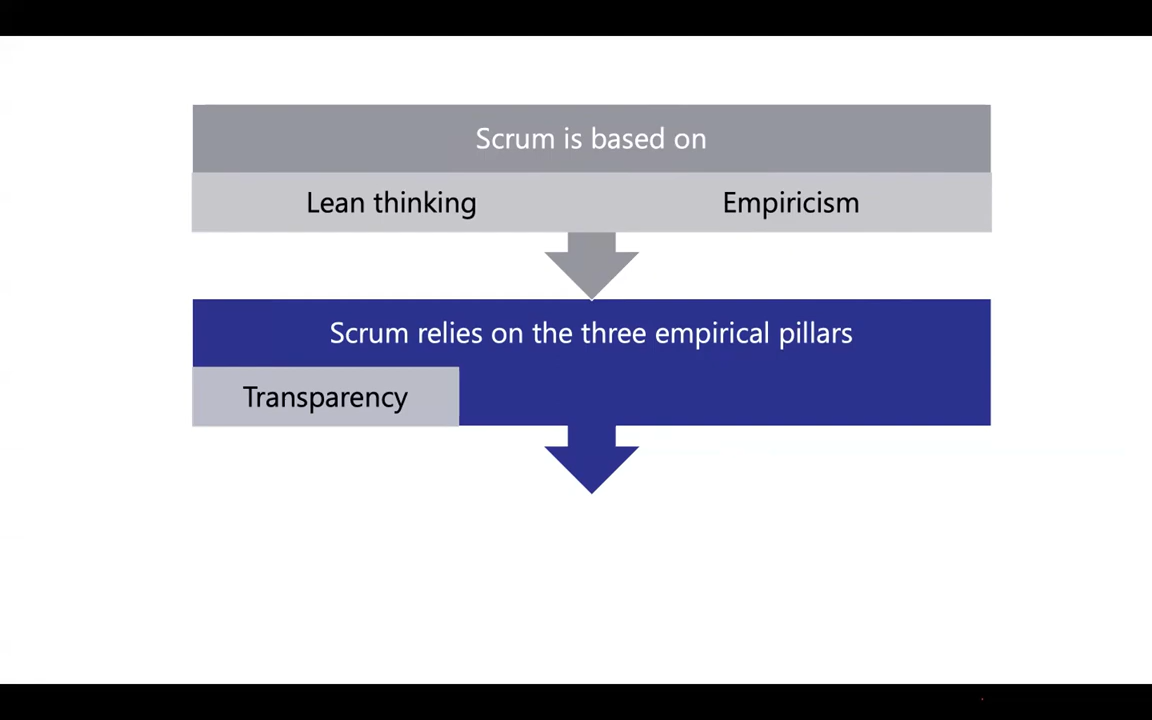 Scrum is based on
Lean thinking Empiricism
Scrum relies on the three empirical pillars
Transparency